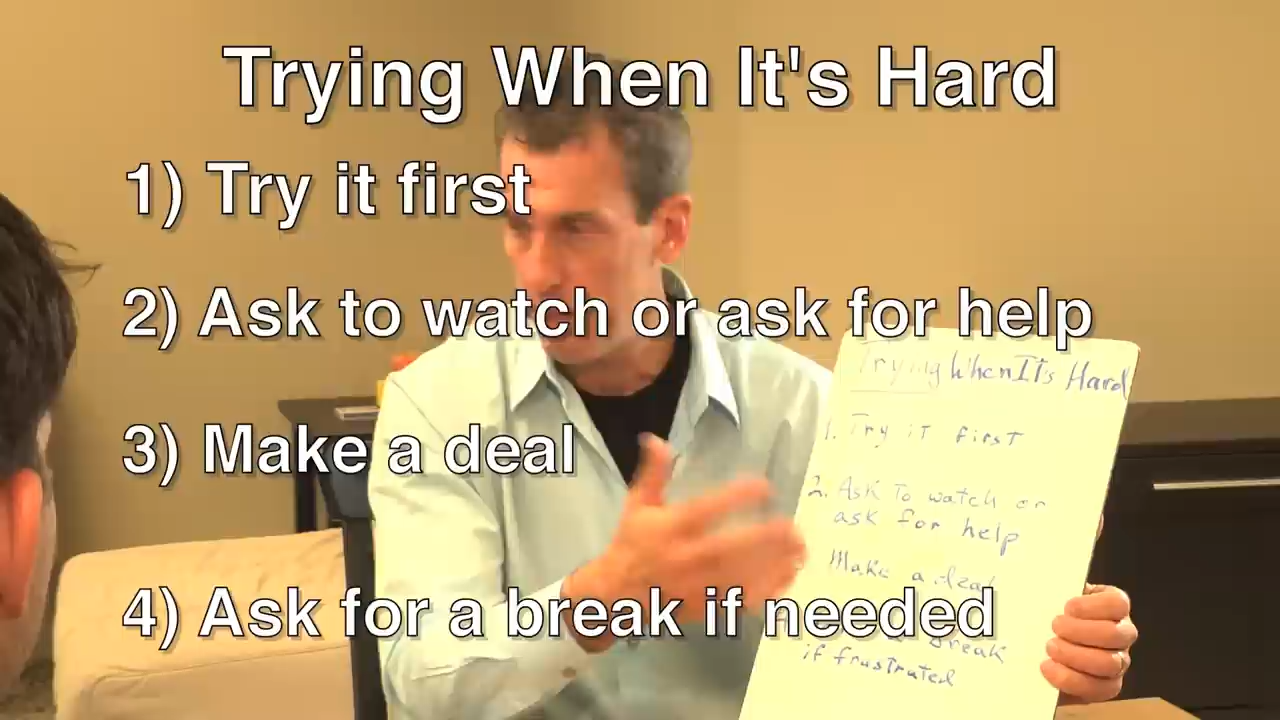 Trying When It's Hard
1) Try it first
2) Ask to watch or ask for help
3) Make a deal
4) Ask for a break if needed
Trying When ITs Hard
1. Try iT first
2. Ask To watch or
ask for help
Make a deal
Break
if frustrated